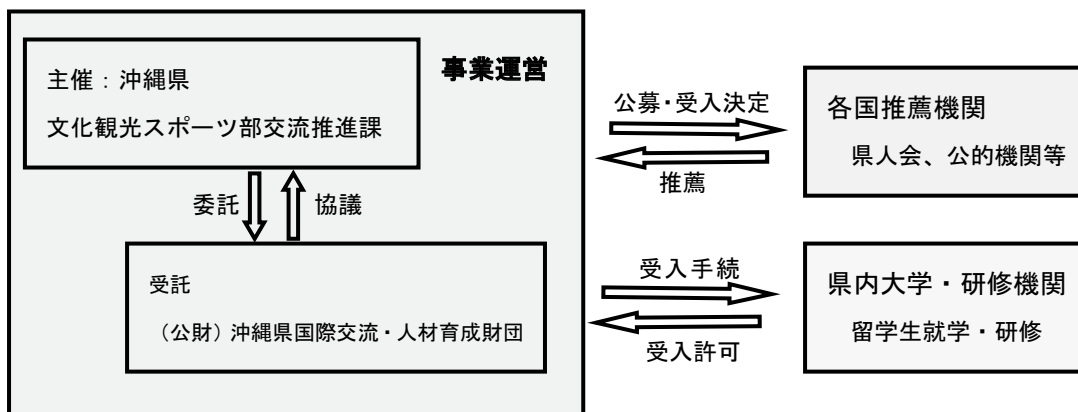 事業運営
主催：沖縄県
文化観光スポーツ部交流推進課
委託
協議
受託
（公財）沖縄県国際交流・人材育成財団
公募・受入決定
推薦
各国推薦機関
県人会、公的機関等
受入手続
受入許可
県内大学・研修機関
留学生就学・研修